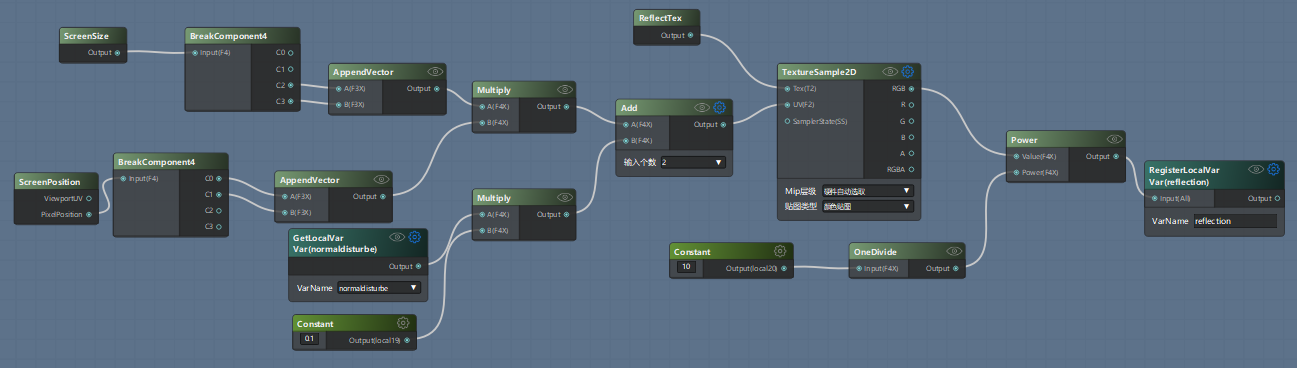 ScreenSize
Output
BreakComponent4
Input(F4)
C0
C1
C2
C3
AppendVector
A(F3X)
Output
B(F3X)
Multiply
A(F4X)
Output
B(F4X)
Add
A(F4X)
Output
B(F4X)
输入个数 2
ReflectTex
Output
TextureSample2D
Tex(T2)
RGB
UV(F2)
R
SamplerState(SS)
G
B
A
RGBA
Mip层级 硬件自动选取
贴图类型 颜色贴图
Power
Value(F4X)
Output
Power(F4X)
RegisterLocalVar
Var(reflection)
Input(All)
Output
VarName reflection
ScreenPosition
ViewportUV
PixelPosition
BreakComponent4
Input(F4)
C0
C1
C2
C3
AppendVector
A(F3X)
Output
B(F3X)
Multiply
A(F4X)
Output
B(F4X)
GetLocalVar
Var(normaldisturbe)
Output
VarName normaldisturbe
Constant
0.1
Output(local19)
Constant
10
Output(local20)
OneDivide
Input(F4X)
Output